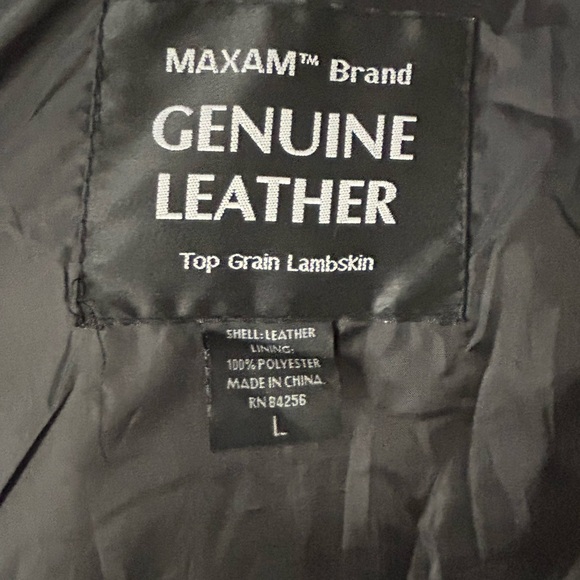 MAXAM™ Brand
GENUINE
LEATHER
Top Grain Lambskin
SHELL:LEATHER
LINING:
100% POLYESTER
MADE IN CHINA
RN 84256
L